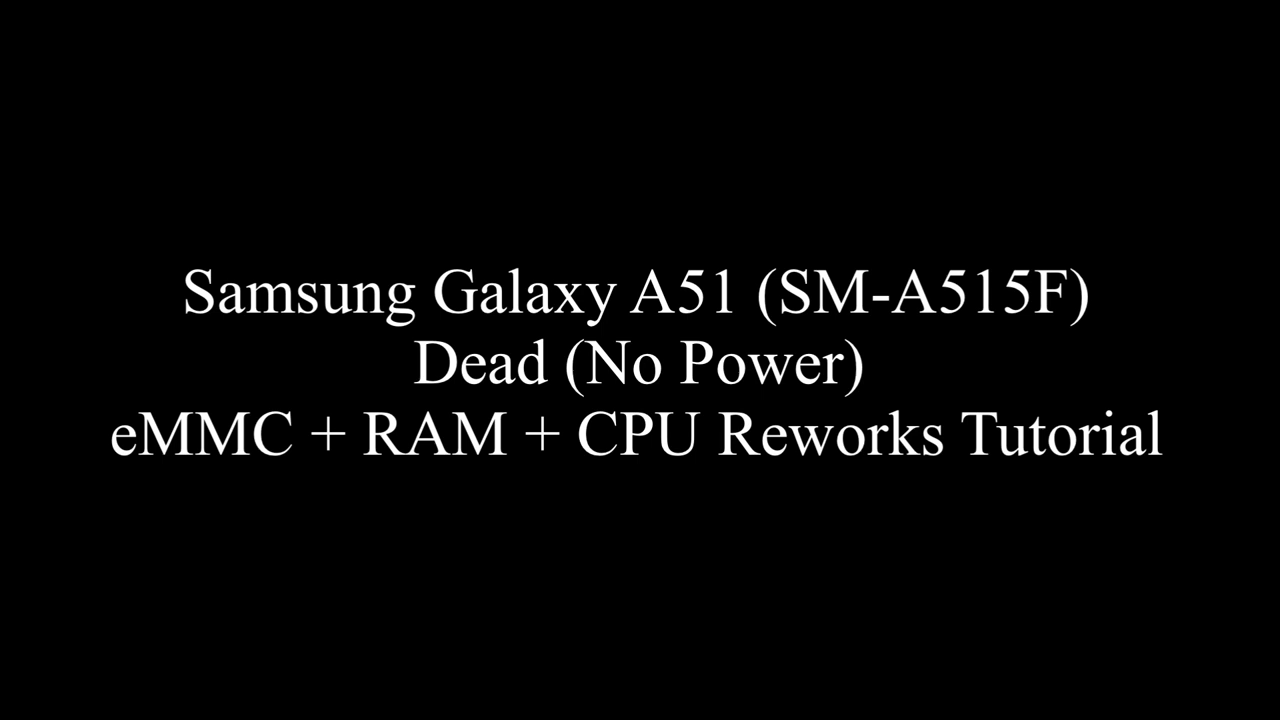 Samsung Galaxy A51 (SM-A515F)
Dead (No Power)
eMMC + RAM + CPU Reworks Tutorial